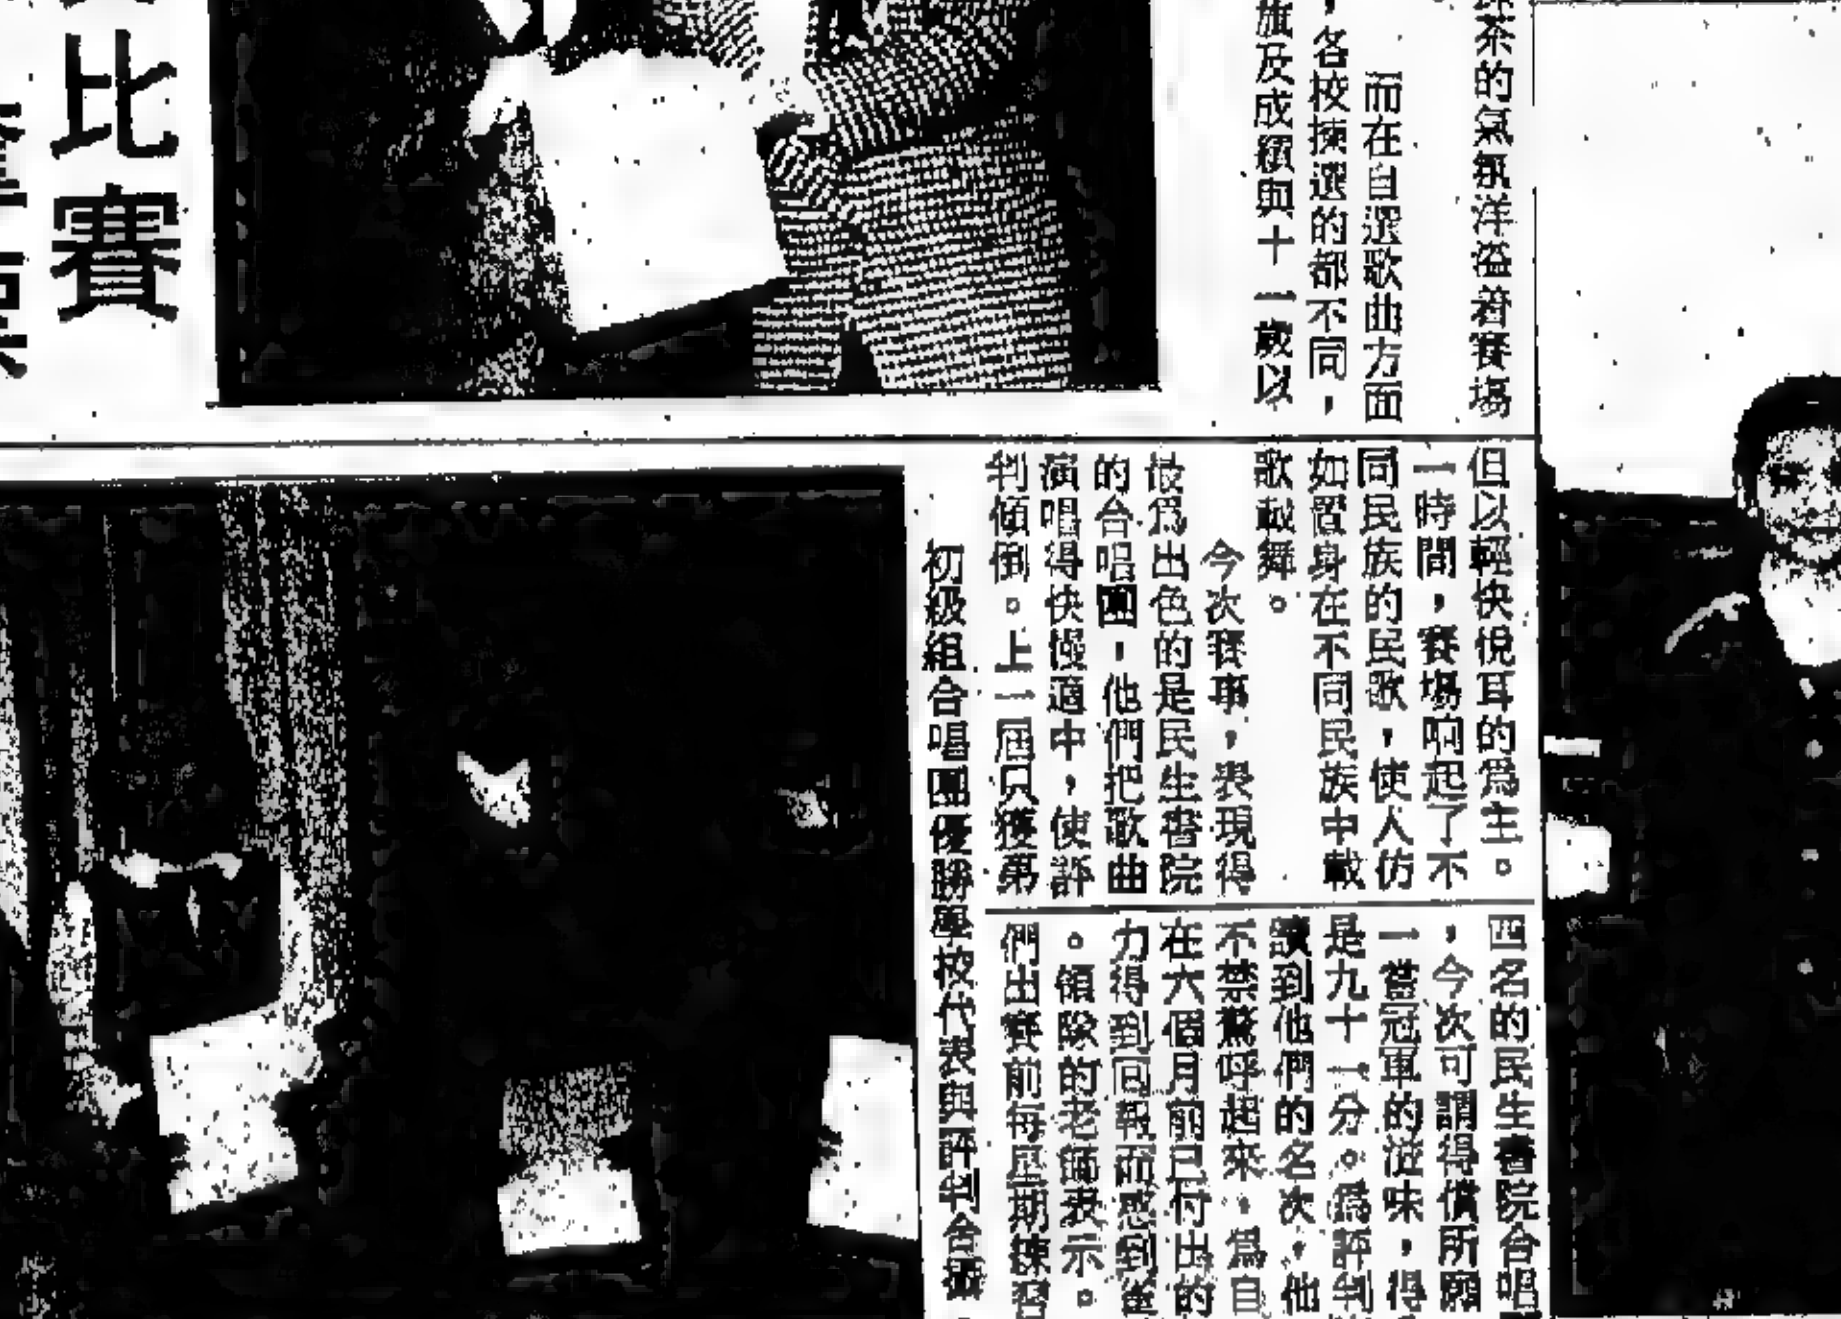 茶的氣氛洋溢着賽場
而在自選歌曲方面
，各校揀選的都不同，
旗及成績與十一歲以
但以輕快悅耳的爲主。
一時間，賽場响起了不
同民族的民歌，使人仿
如置身在不同民族中載
歌載舞。
今次賽事，表現得
最爲出色的是民生書院
的合唱團，他們把歌曲
演唱得快慢適中，使評
判傾倒。上一屆只獲第
四名的民生書院合唱
，今次可謂得償所願
一嘗冠軍的滋味，得
是九十一分。爲評判
讀到他們的名次，他
不禁驚呼起來，爲自
在六個月前已付出的
力得到回報而感到
。領隊的老師表示。
們出賽前每星期練習
初級組合唱團優勝學校代表與評判合攝。
比賽